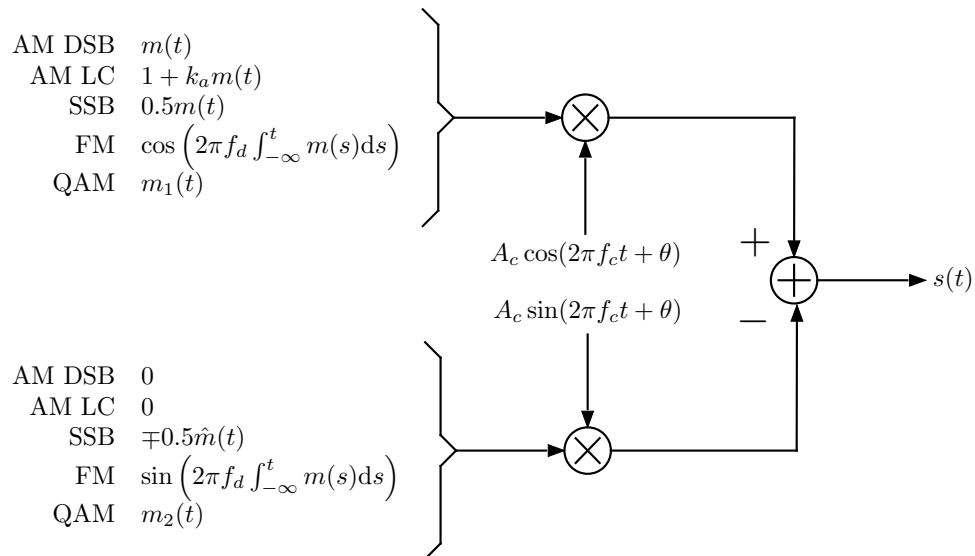 AM DSB m(t)
AM LC 1 + k_a m(t)
SSB 0.5m(t)
FM cos(2πf_d ∫_{-∞}^{t} m(s)ds)
QAM m_1(t)
A_c cos(2πf_c t + θ)
+
− 
s(t)
A_c sin(2πf_c t + θ)
AM DSB 0
AM LC 0
SSB ∓0.5m̂(t)
FM sin(2πf_d ∫_{-∞}^{t} m(s)ds)
QAM m_2(t)